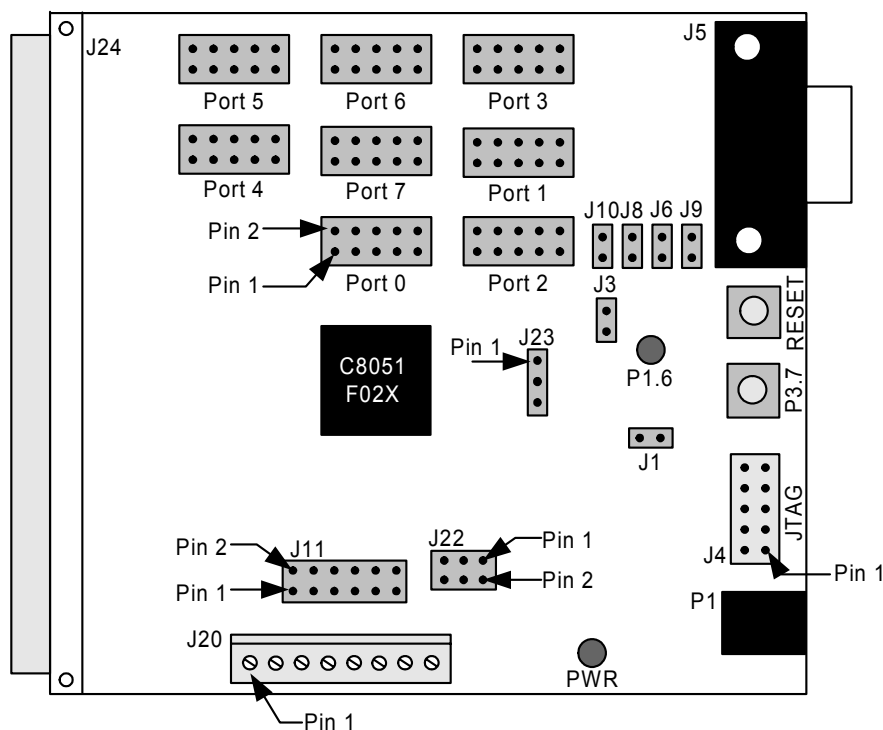 J24
J5
Port 5
Port 6
Port 3
Port 4
Port 7
Port 1
J10
J8
J6
J9
Pin 2
Pin 1
Port 0
Port 2
J3
RESET
J23
Pin 1
C8051
F02X
P1.6
P3.7
J1
JTAG
J4
Pin 1
Pin 2
J11
Pin 1
J22
Pin 1
Pin 2
P1
J20
PWR
Pin 1